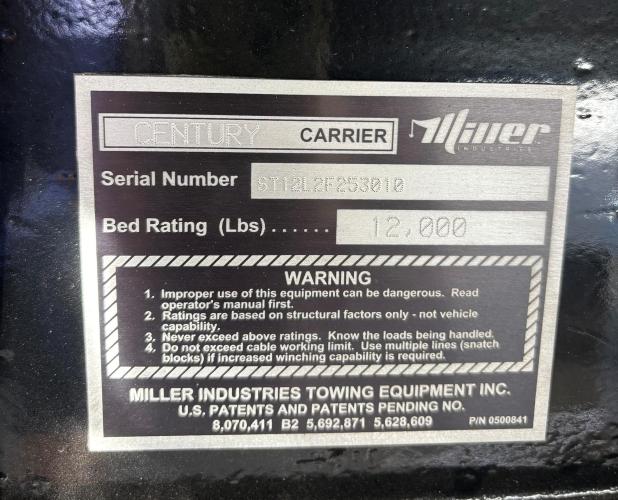 CENTURY CARRIER Miller
INDUSTRIES
Serial Number ST12L2F253010
Bed Rating (Lbs) ...... 12,000
WARNING
1. Improper use of this equipment can be dangerous. Read
operator's manual first.
2. Ratings are based on structural factors only - not vehicle
capability.
3. Never exceed above ratings. Know the loads being handled.
4. Do not exceed cable working limit. Use multiple lines (snatch
blocks) if increased winching capability is required.
MILLER INDUSTRIES TOWING EQUIPMENT INC.
U.S. PATENTS AND PATENTS PENDING NO.
8,070,411 B2 5,692,871 5,628,609 P/N 0500841